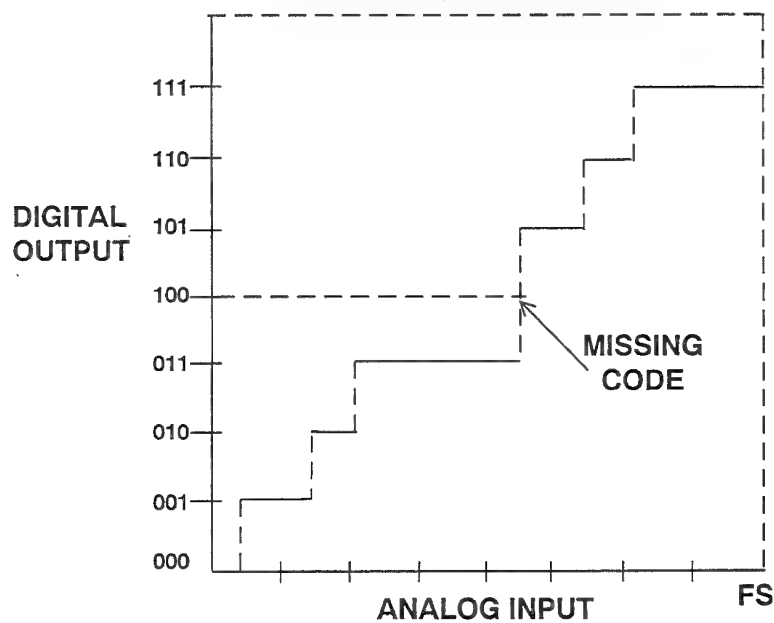 111
110
DIGITAL
OUTPUT
101
100
MISSING
CODE
011
010
001
000
FS
ANALOG INPUT